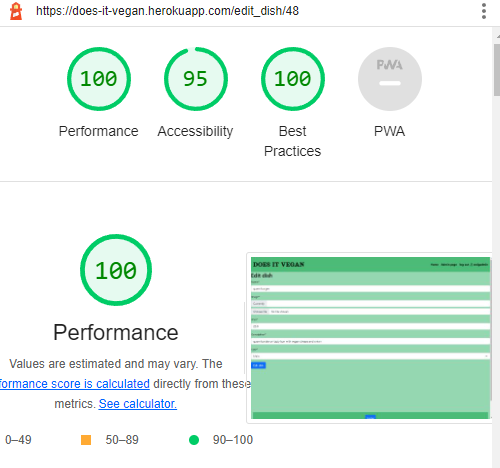 https://does-it-vegan.herokuapp.com/edit_dish/48
100
95
100
PWA
Performance
Accessibility
Best
Practices
PWA
100
Performance
Values are estimated and may vary. The
formance score is calculated directly from these
metrics. See calculator.
DOES IT VEGAN
Edit dish
0–49
50–89
90–100